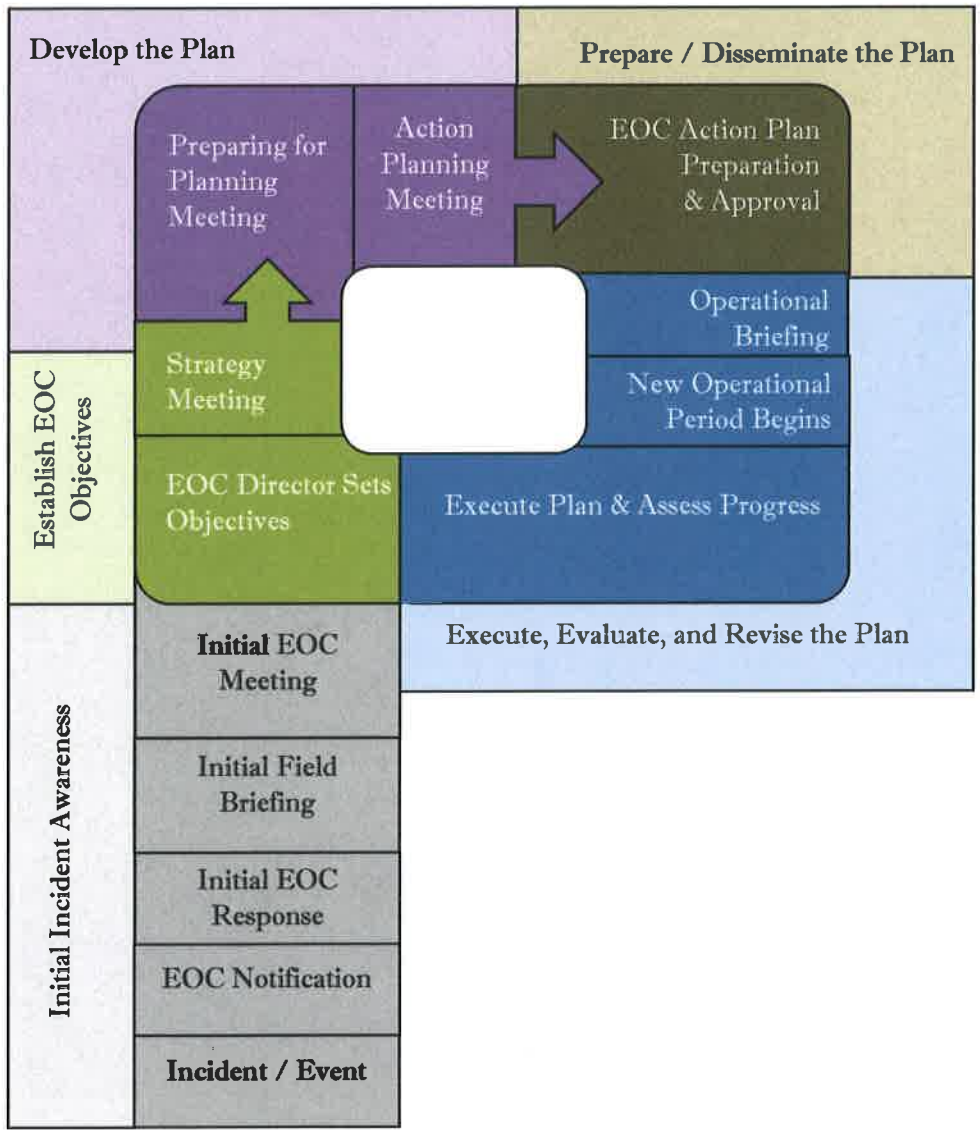 Develop the Plan
Prepare / Disseminate the Plan
Preparing for
Planning
Meeting
Action
Planning
Meeting
EOC Action Plan
Preparation
& Approval
Operational
Briefing
New Operational
Period Begins
Strategy
Meeting
Establish EOC
Objectives
EOC Director Sets
Objectives
Execute Plan & Assess Progress
Execute, Evaluate, and Revise the Plan
Initial EOC
Meeting
Initial Field
Briefing
Initial EOC
Response
EOC Notification
Incident / Event
Initial Incident Awareness